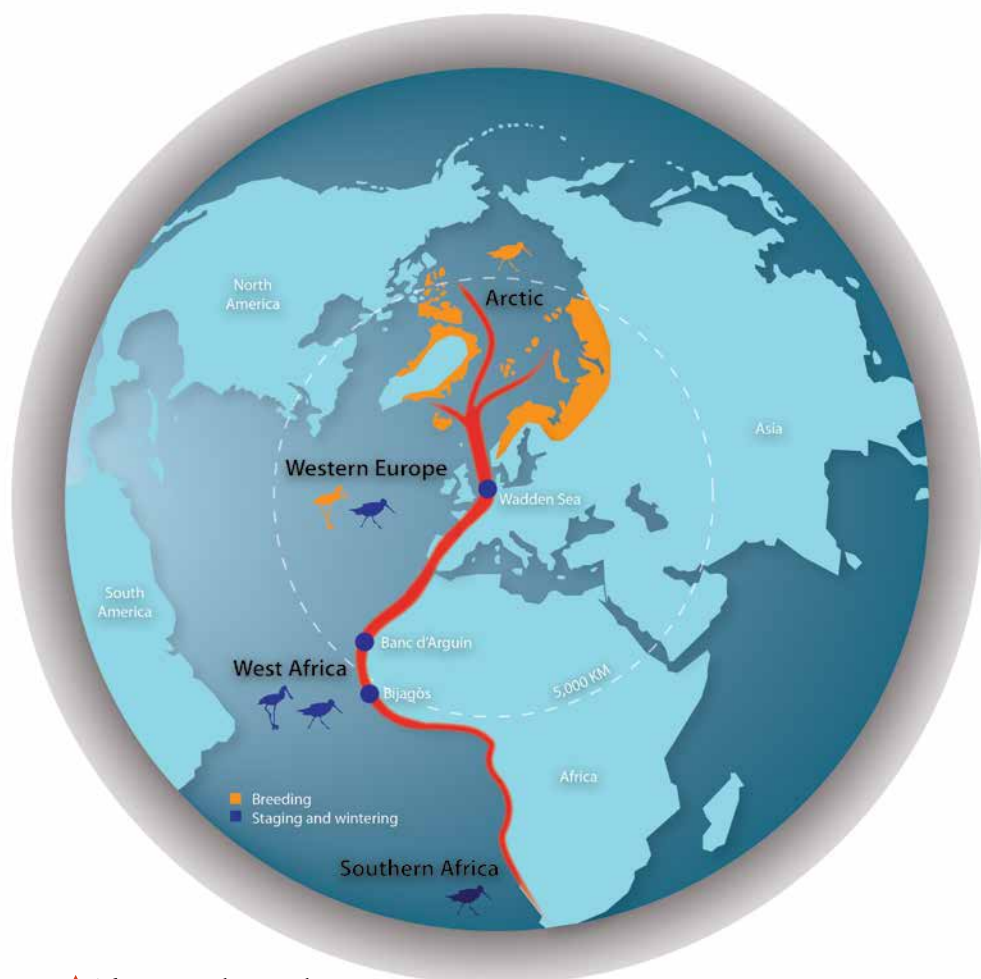 North
America
Arctic
Asia
Western Europe
Wadden Sea
South
America
Banc d'Arguin
West Africa
5,000 KM
Bijagós
Africa
Breeding
Staging and wintering
Southern Africa